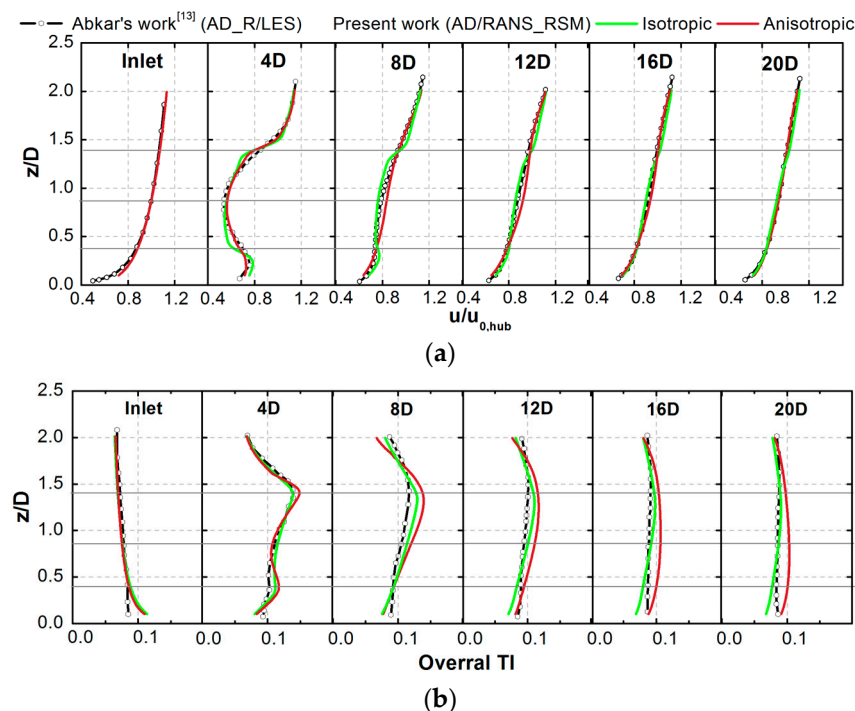 Abkar's work[13] (AD_R/LES) Present work (AD/RANS_RSM) Isotropic Anisotropic
Inlet 4D 8D 12D 16D 20D
2.0
1.5
1.0
0.5
0.0
z/D
0.4 0.8 1.2 0.4 0.8 1.2 0.4 0.8 1.2 0.4 0.8 1.2 0.4 0.8 1.2 0.4 0.8 1.2
u/u0,hub
(a)
Inlet 4D 8D 12D 16D 20D
2.5
2.0
1.5
1.0
0.5
0.0
z/D
0.0 0.1 0.0 0.1 0.0 0.1 0.0 0.1 0.0 0.1 0.0 0.1
Overral TI
(b)